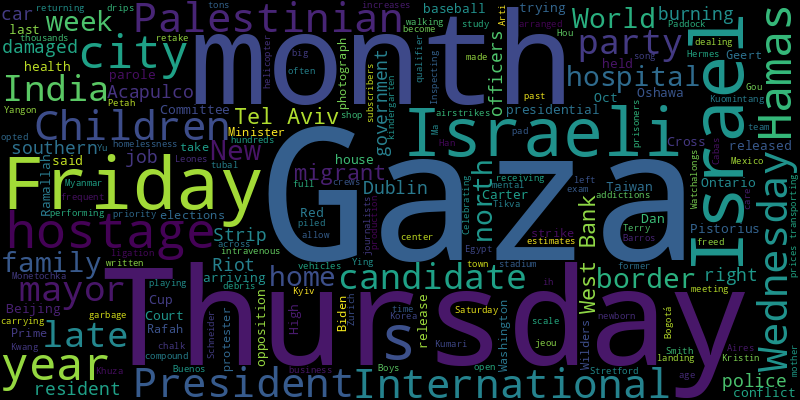 car
returning
drips
tons
increases
week
Palestinian
walking
become
baseball
study
arranged
Arti
trying
World
burning
Paddock
thousands
retake
last
Hou
damaged
city
month
photograph
subscribers
often
big
helicopter
made
qualifier
Inspecting
past
officers
party
dealing
song
held
Hermes
Geert
Kuomintang
Israel
Hamas
health
parole
India
Acapulco
Yangon
Petah
Committee
shop
kindergarten
government
hospital
Oct
Oshawa
Gou
prisoners
team
Children
Tel Aviv
Minister
hundreds
airstrikes
presidential
Cross
released
opted
Yu
homelessness
southern
said
job
take
New
Ma
Han
Israeli
pad
Mexico
Ramallah
Myanmar
frequent
Leones
tubal
migrant
house
full
crews
Dublin
Carter
receiving
mental
Tikva
left
exam
addictions
Taiwan
Ontario
Cabas
care
Watchalongs
Friday
Gaza
north
Celebrating
performing
priority
elections
Red
piled
allow
Journalists
production
center
West Bank
Dan
Terry
Barros
Pistorius
freed
Wednesday
prices
transporting
hostage
Strip
Riot
intravenous
across
ligation
strike
estimates
Egypt
town
stadium
former
meeting
family
Monetochka
written
arriving
home
vehicles
Ying
candidate
border
right
mayor
playing
Cup
debris
Kyiv
Thursday
in
Saturday
Bogotá
newborn
carrying
garbage
Beijing
Court
Prime
Rafah
late
Kwang
chalk
compound
schneider
protester
opposition
High
Biden
Zurich
time
Korea
release
s
Kumari
Washington
scale
jeou
Wilders
Smith
landing
Aires
Kristin
year
Khuza
Buenos
business
Boys
open
Stretford
age
police
mother
resident
President
International
conflict